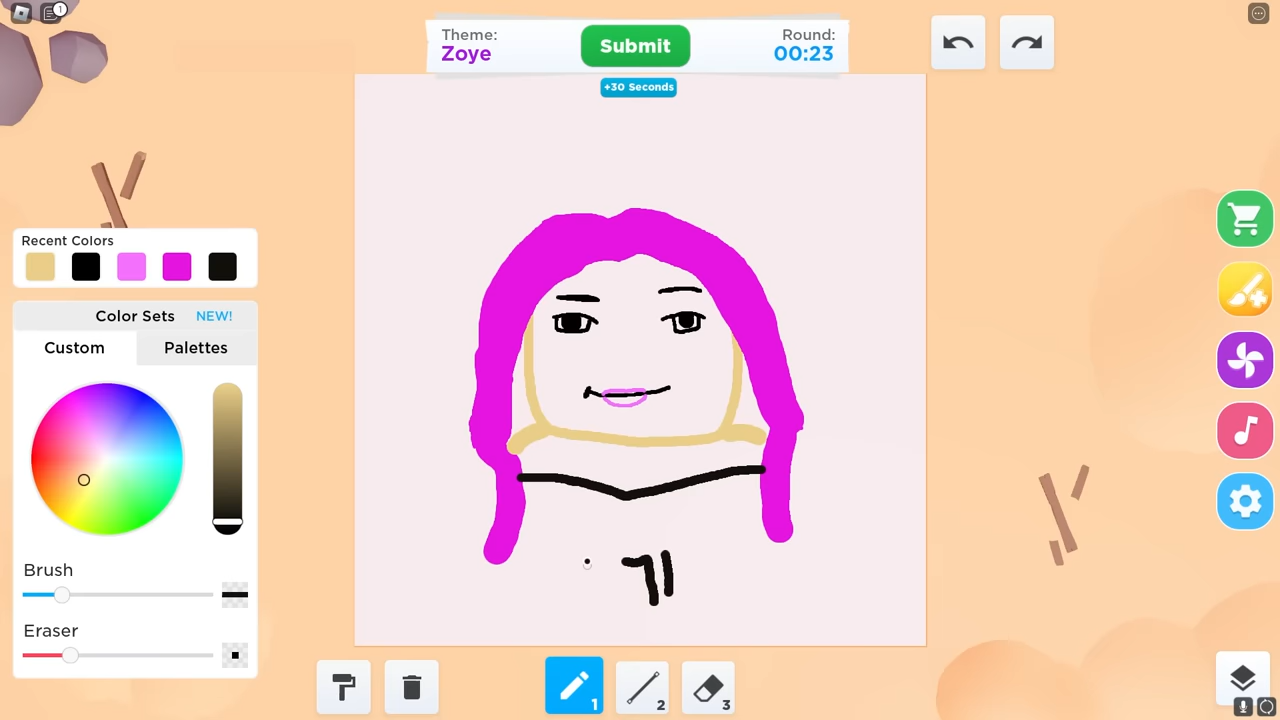 1
Theme:
Zoye
Submit
Round:
00:23
+30 Seconds
Recent Colors
Color Sets NEW!
Custom Palettes
Brush
Eraser
1
2
3